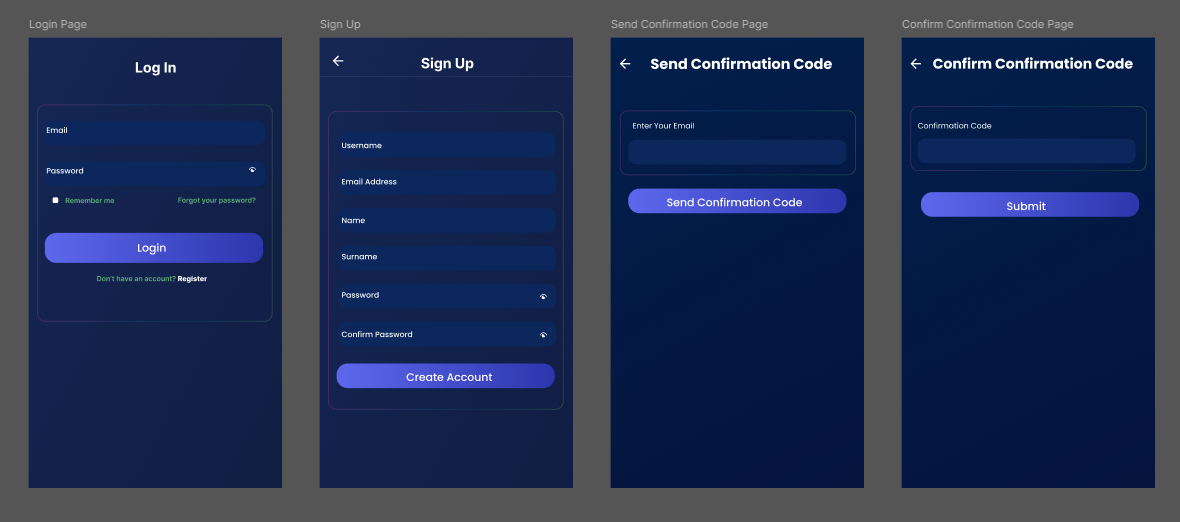 Login Page
Log In
Email
Password
Remember me
Forgot your password?
Login
Don't have an account? Register
Sign Up
Sign Up
Username
Email Address
Name
Surname
Password
Confirm Password
Create Account
Send Confirmation Code Page
Send Confirmation Code
Enter Your Email
Send Confirmation Code
Confirm Confirmation Code Page
Confirm Confirmation Code
Confirmation Code
Submit